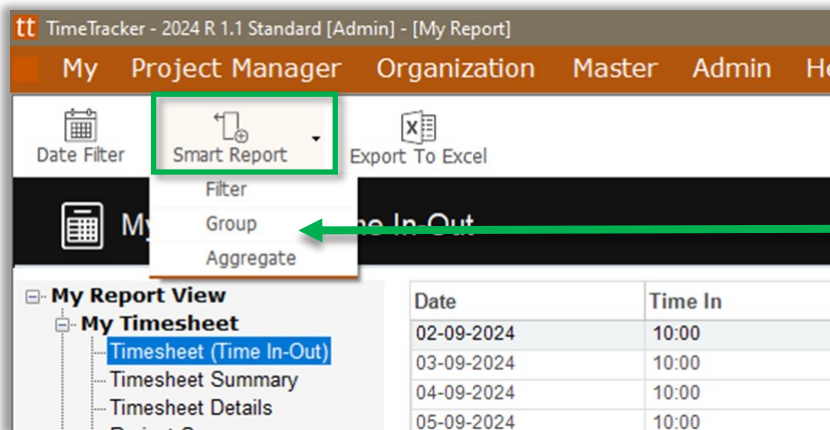 tt TimeTracker - 2024 R 1.1 Standard [Admin] - [My Report]
My Project Manager Organization Master Admin
Date Filter Smart Report Export To Excel
Filter
Group
Aggregate
In-Out
My Report View
My Timesheet
Timesheet (Time In-Out)
Timesheet Summary
Timesheet Details
Date Time In
02-09-2024 10:00
03-09-2024 10:00
04-09-2024 10:00
05-09-2024 10:00